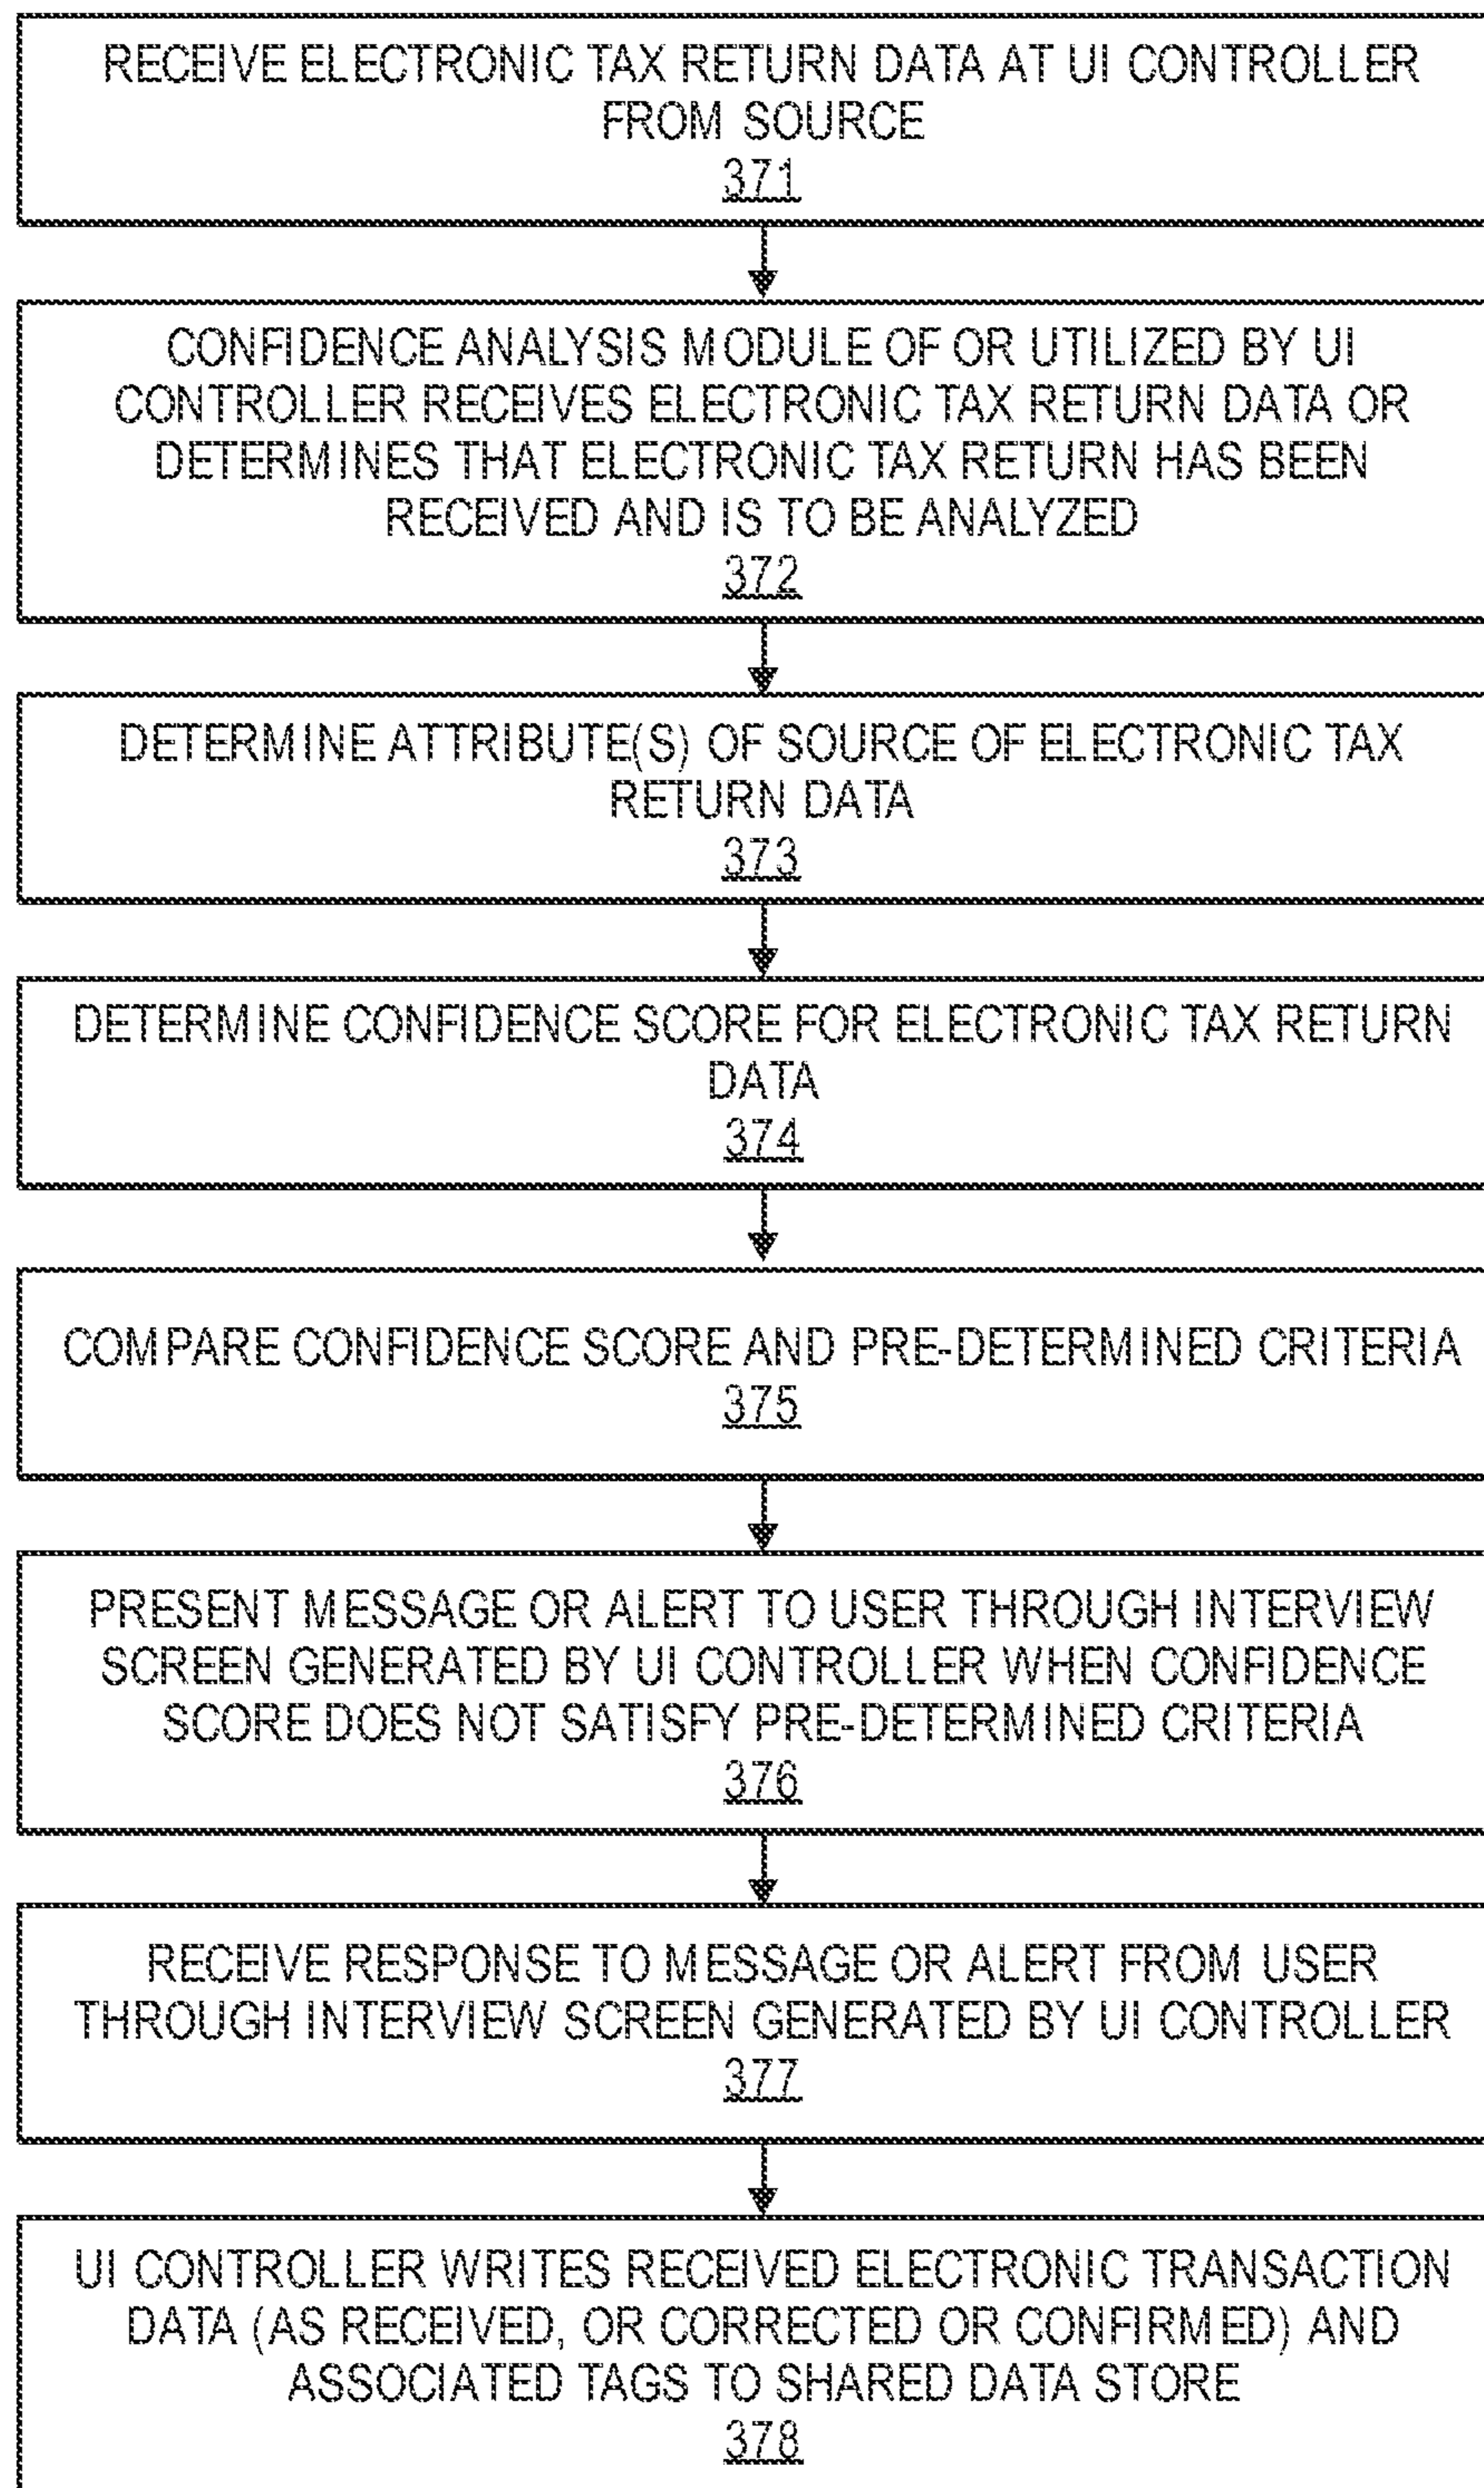 RECEIVE ELECTRONIC TAX RETURN DATA AT UI CONTROLLER
FROM SOURCE
371
CONFIDENCE ANALYSIS MODULE OF OR UTILIZED BY UI
CONTROLLER RECEIVES ELECTRONIC TAX RETURN DATA OR
DETERMINES THAT ELECTRONIC TAX RETURN HAS BEEN
RECEIVED AND IS TO BE ANALYZED
372
DETERMINE ATTRIBUTE(S) OF SOURCE OF ELECTRONIC TAX
RETURN DATA
373
DETERMINE CONFIDENCE SCORE FOR ELECTRONIC TAX RETURN
DATA
374
COMPARE CONFIDENCE SCORE AND PRE-DETERMINED CRITERIA
375
PRESENT MESSAGE OR ALERT TO USER THROUGH INTERVIEW
SCREEN GENERATED BY UI CONTROLLER WHEN CONFIDENCE
SCORE DOES NOT SATISFY PRE-DETERMINED CRITERIA
376
RECEIVE RESPONSE TO MESSAGE OR ALERT FROM USER
THROUGH INTERVIEW SCREEN GENERATED BY UI CONTROLLER
377
UI CONTROLLER WRITES RECEIVED ELECTRONIC TRANSACTION
DATA (AS RECEIVED, OR CORRECTED OR CONFIRMED) AND
ASSOCIATED TAGS TO SHARED DATA STORE
378